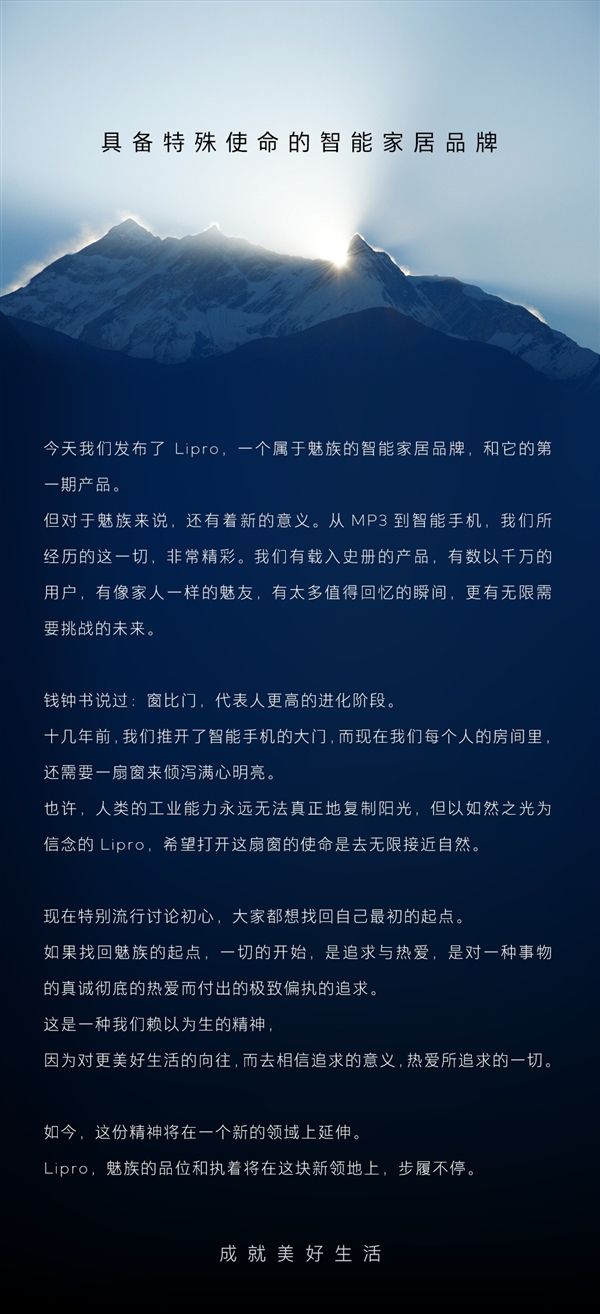 具备特殊使命的智能家居品牌
今天我们发布了 Lipro，一个属于魅族的智能家居品牌，和它的第
一期产品。
但对于魅族来说，还有着新的意义。从 MP3 到智能手机，我们所
经历的这一切，非常精彩。我们有载入史册的产品，有数以千万的
用户，有像家人一样的魅友，有太多值得回忆的瞬间，更有无限需
要挑战的未来。
钱钟书说过：窗比门，代表人更高的进化阶段。
十几年前，我们推开了智能手机的大门，而现在我们每个人的房间里，
还需要一扇窗来倾泻满心明亮。
也许，人类的工业能力永远无法真正地复制阳光，但以如然之光为
信念的 Lipro，希望打开这扇窗的使命是去无限接近自然。
现在特别流行讨论初心，大家都想找回自己最初的起点。
如果找回魅族的起点，一切的开始，是追求与热爱，是对一种事物
的真诚彻底的热爱而付出的极致偏执的追求。
这是一种我们赖以为生的精神，
因为对更美好生活的向往，而去相信追求的意义，热爱所追求的一切。
如今，这份精神将在一个新的领域上延伸。
Lipro，魅族的品位和执着将在这块新领地上，步履不停。
成就美好生活